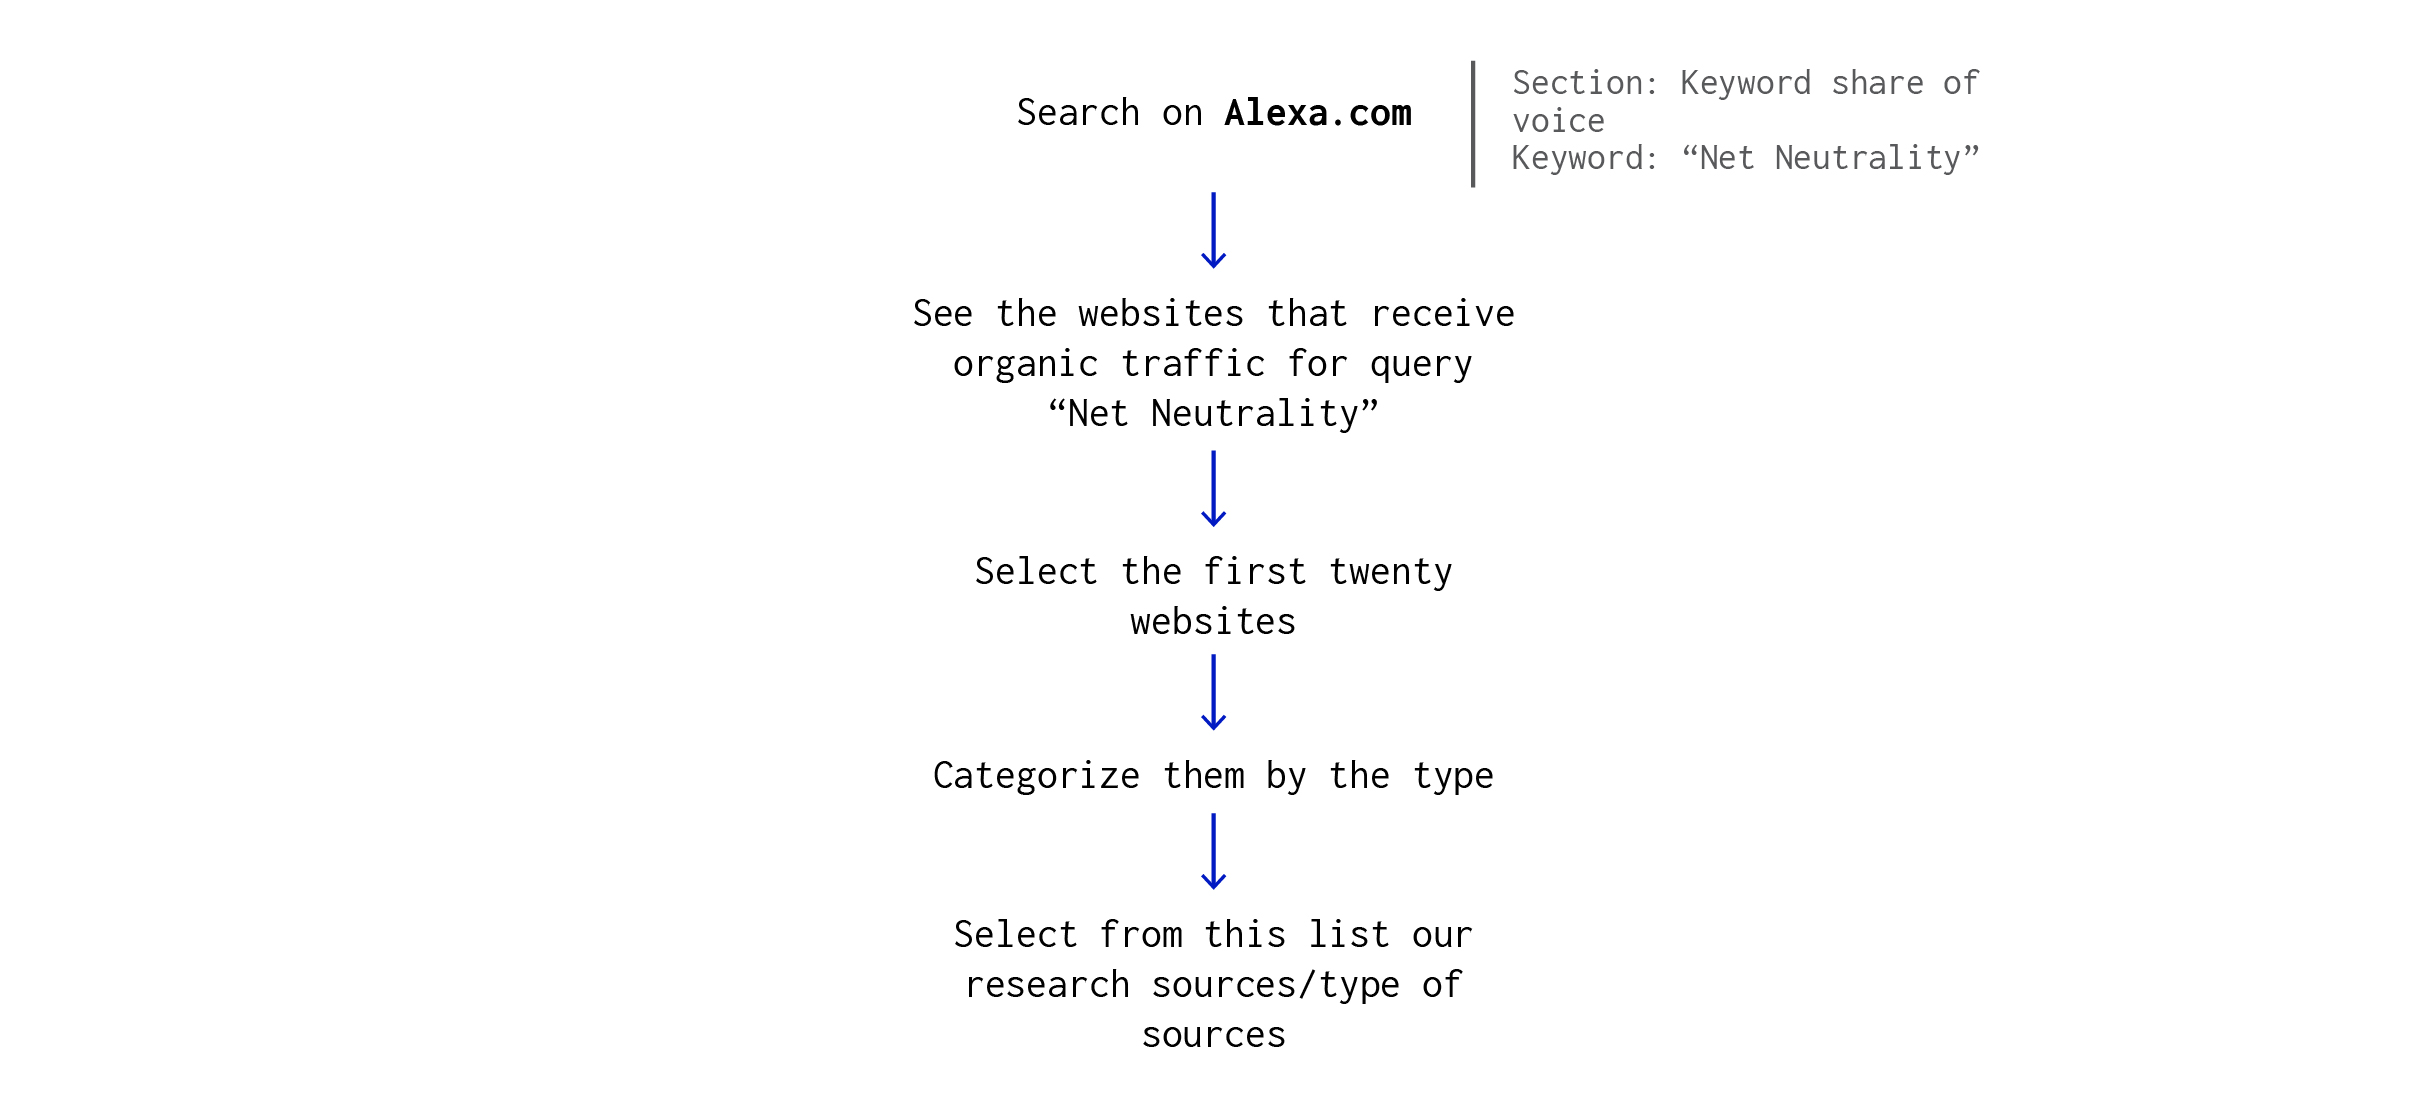 Search on Alexa.com
Section: Keyword share of
voice
Keyword: “Net Neutrality”
See the websites that receive
organic traffic for query
“Net Neutrality”
Select the first twenty
websites
Categorize them by the type
Select from this list our
research sources/type of
sources